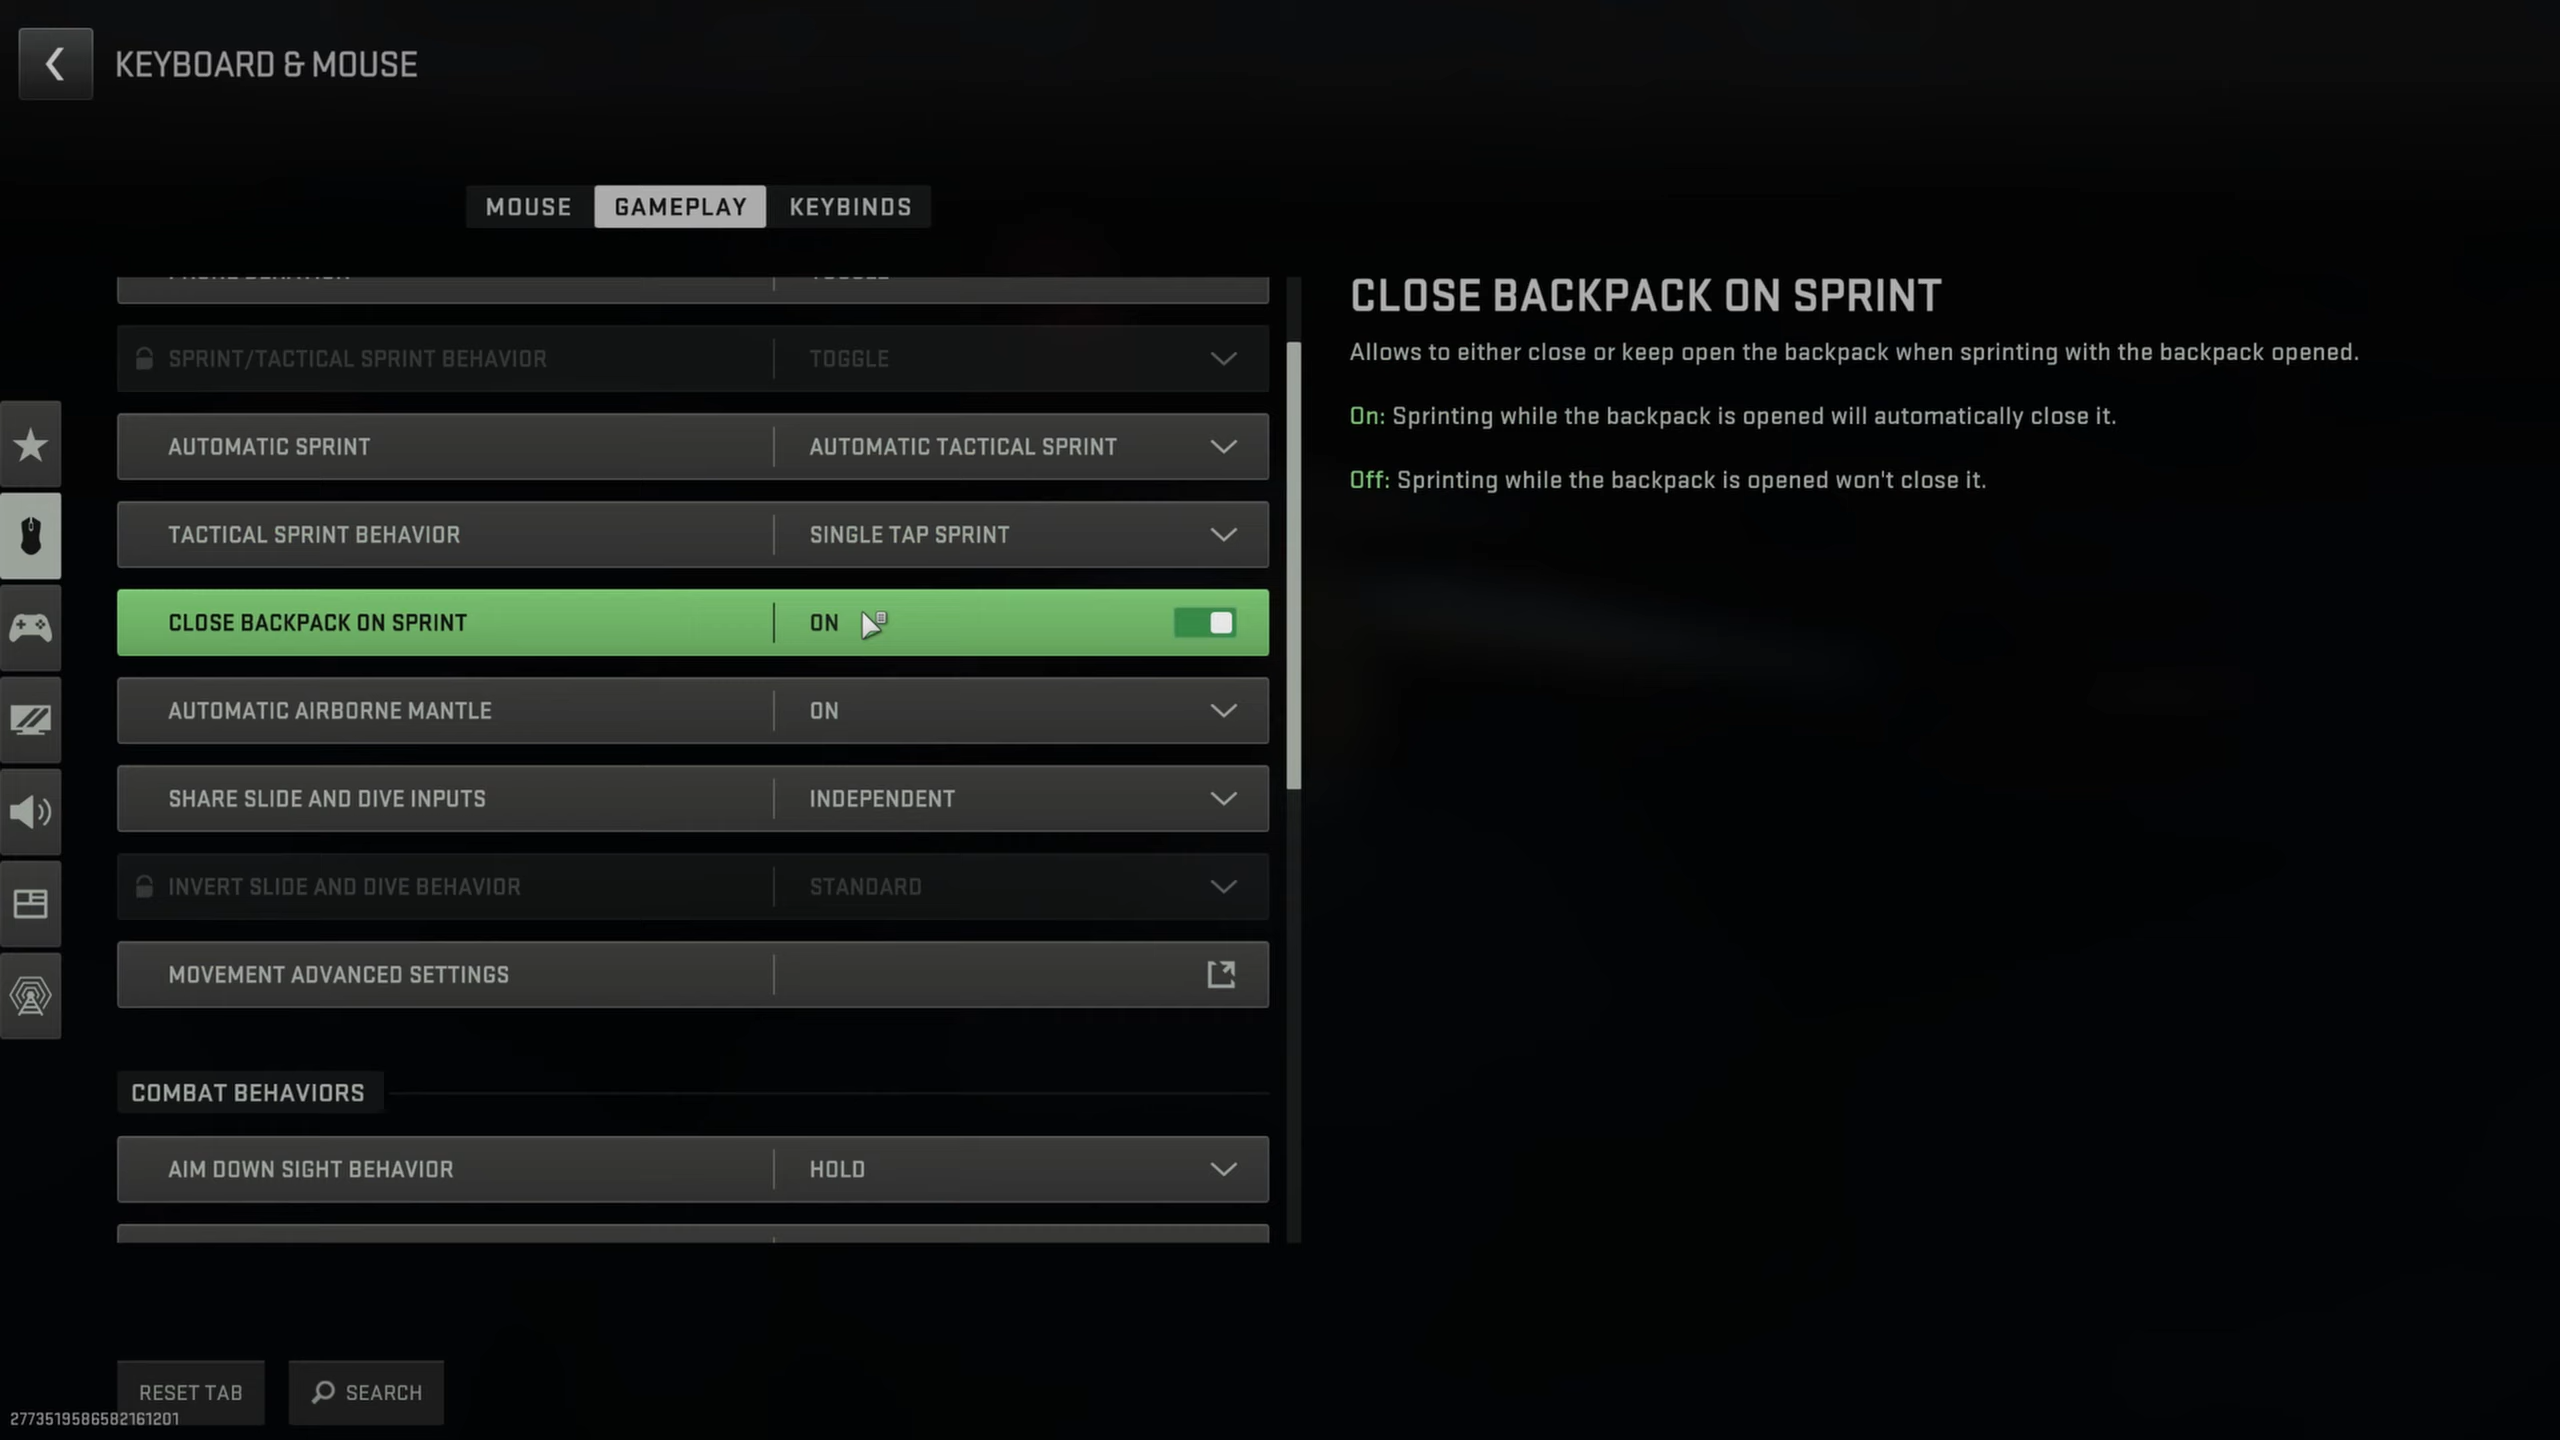 KEYBOARD & MOUSE
MOUSE GAMEPLAY KEYBINDS
SPRINT/TACTICAL SPRINT BEHAVIOR TOGGLE
AUTOMATIC SPRINT AUTOMATIC TACTICAL SPRINT
TACTICAL SPRINT BEHAVIOR SINGLE TAP SPRINT
CLOSE BACKPACK ON SPRINT ON
AUTOMATIC AIRBORNE MANTLE ON
SHARE SLIDE AND DIVE INPUTS INDEPENDENT
INVERT SLIDE AND DIVE BEHAVIOR STANDARD
MOVEMENT ADVANCED SETTINGS
COMBAT BEHAVIORS
AIM DOWN SIGHT BEHAVIOR HOLD
CLOSE BACKPACK ON SPRINT
Allows to either close or keep open the backpack when sprinting with the backpack opened.
On: Sprinting while the backpack is opened will automatically close it.
Off: Sprinting while the backpack is opened won't close it.
RESET TAB SEARCH
2773519586582161201